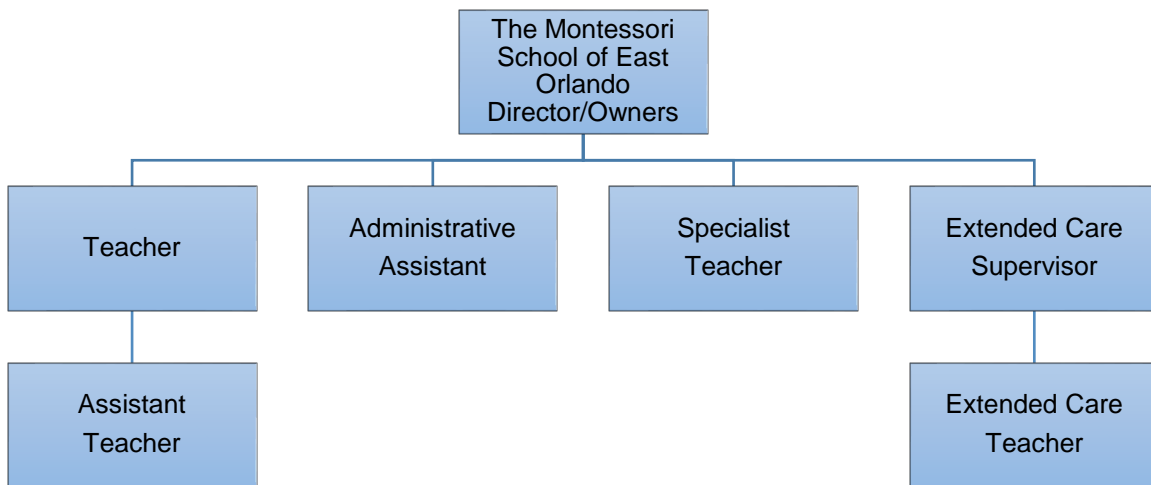 The Montessori
School of East
Orlando
Director/Owners
Teacher
Administrative
Assistant
Specialist
Teacher
Extended Care
Supervisor
Assistant
Teacher
Extended Care
Teacher